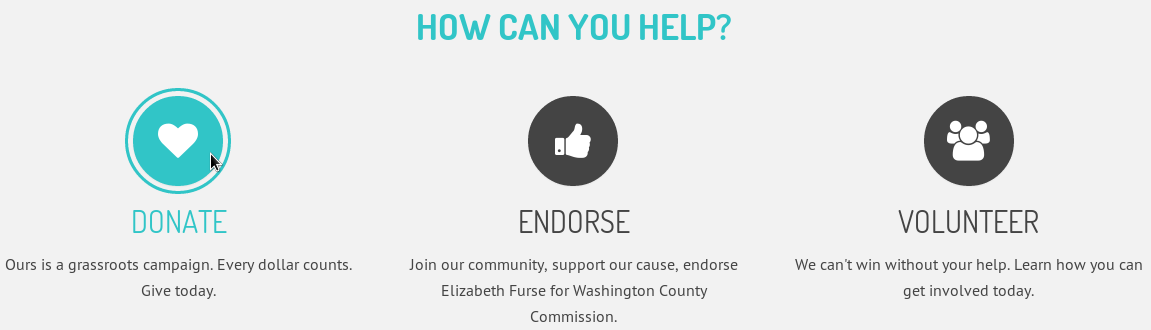 HOW CAN YOU HELP?
DONATE
Ours is a grassroots campaign. Every dollar counts.
Give today.
ENDORSE
Join our community, support our cause, endorse
Elizabeth Furse for Washington County
Commission.
VOLUNTEER
We can't win without your help. Learn how you can
get involved today.